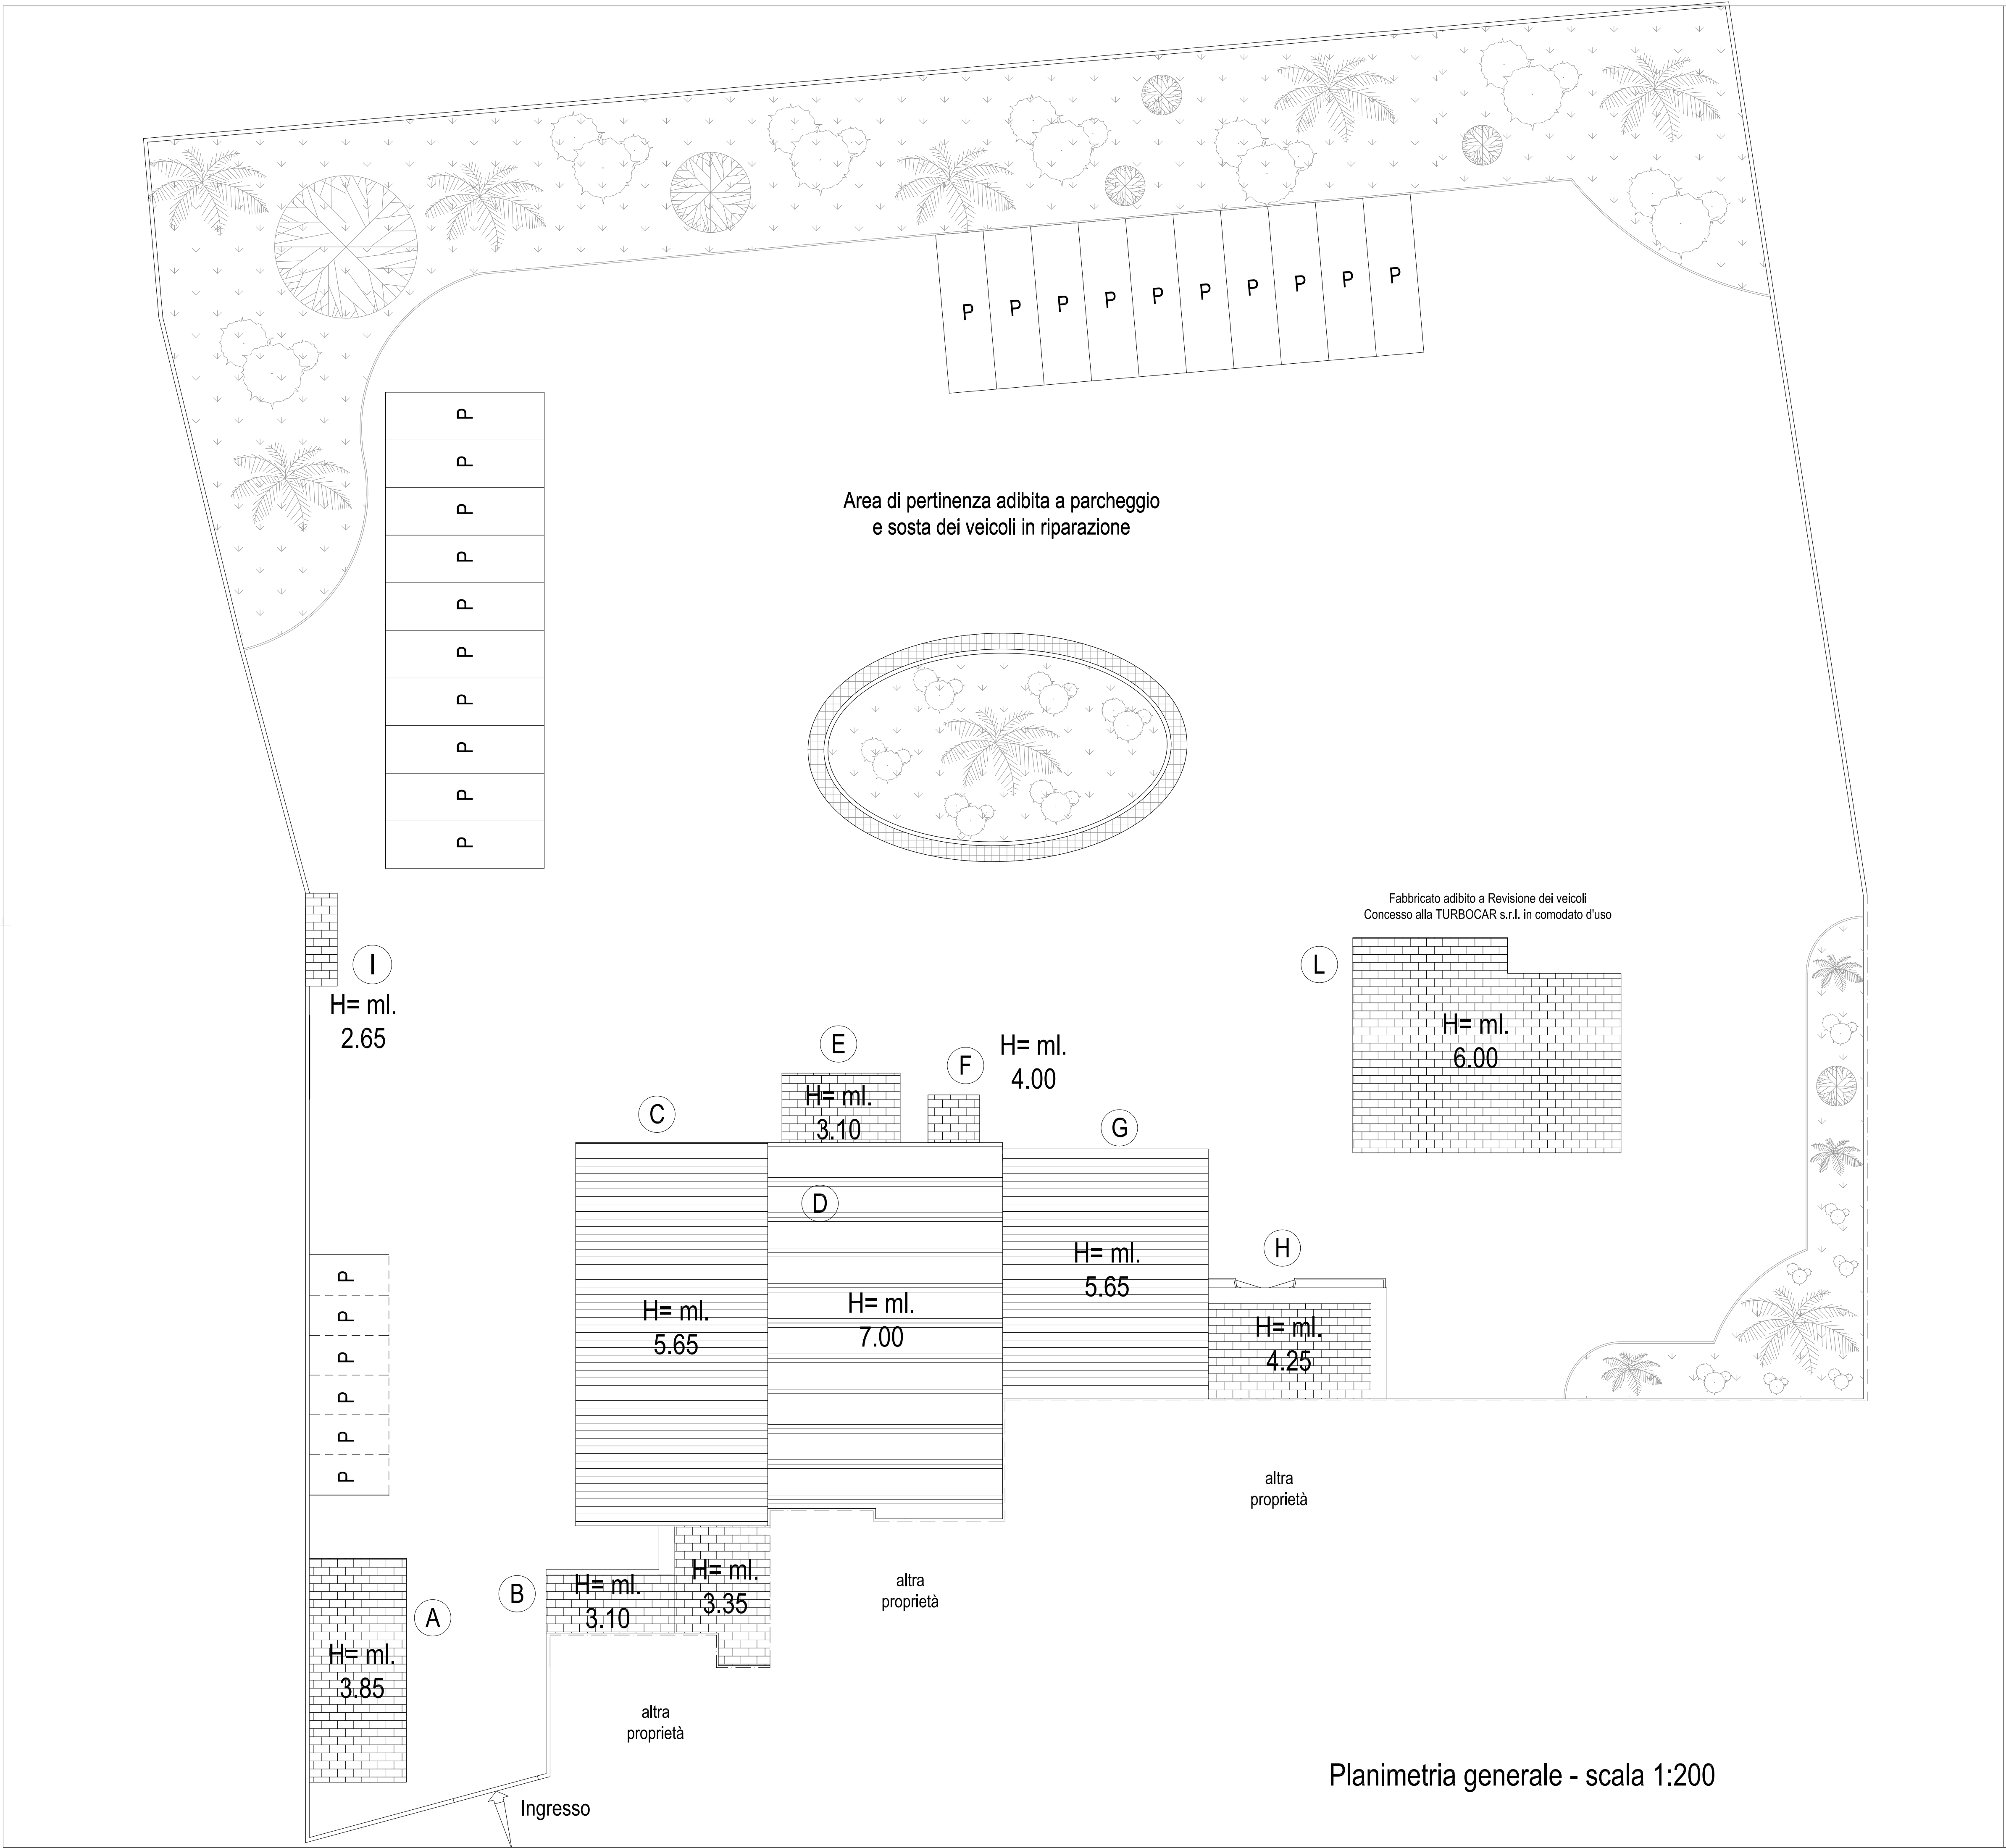 P P P P P P P P P P
P
P
P
P
P
P
P
P
P
P
Area di pertinenza adibita a parcheggio
e sosta dei veicoli in riparazione
Fabbricato adibito a Revisione dei veicoli
Concesso alla TURBOCAR s.r.l. in comodato d'uso
I
H= ml.
2.65
L
H= ml.
6.00
E
H= ml.
3.10
F
H= ml.
4.00
C
H= ml.
5.65
D
H= ml.
7.00
G
H= ml.
5.65
H
H= ml.
4.25
P
P
P
P
P
P
altra
proprietà
B
H= ml.
3.10
H= ml.
3.35
altra
proprietà
A
H= ml.
3.85
altra
proprietà
Ingresso
Planimetria generale - scala 1:200